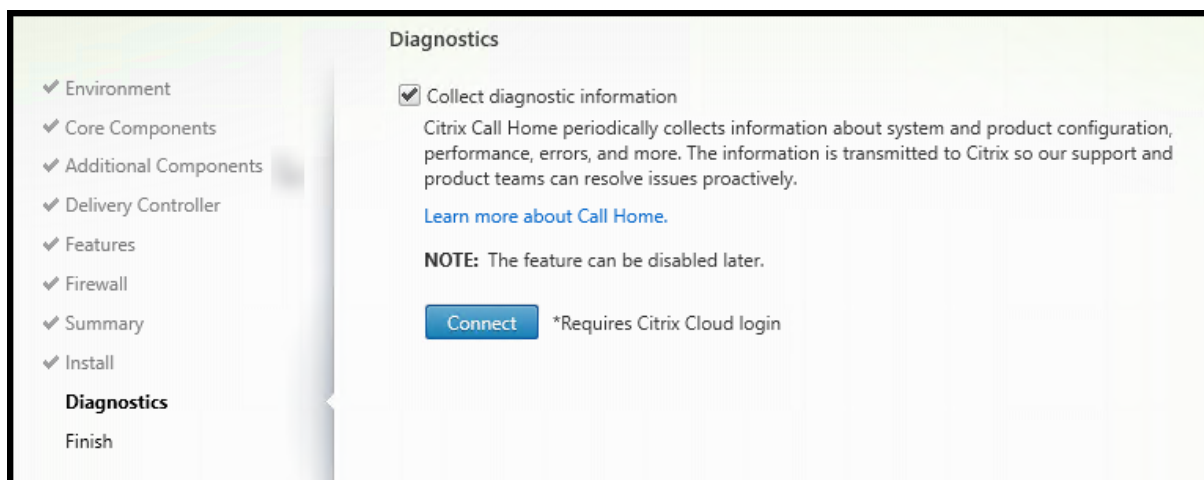 Diagnostics
Environment
Core Components
Additional Components
Delivery Controller
Features
Firewall
Summary
Install
Diagnostics
Finish
Collect diagnostic information
Citrix Call Home periodically collects information about system and product configuration,
performance, errors, and more. The information is transmitted to Citrix so our support and
product teams can resolve issues proactively.
Learn more about Call Home.
NOTE: The feature can be disabled later.
Connect *Requires Citrix Cloud login